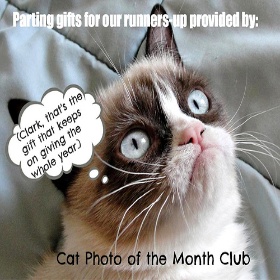 Parting gifts for our runners-up provided by:
(Clark, that's the
gift that keeps
on giving the
whole year)
Cat Photo of the Month Club